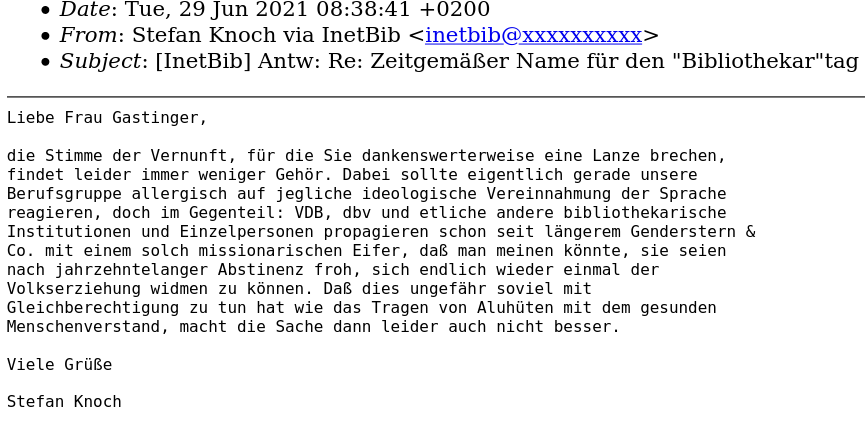 • Date: Tue, 29 Jun 2021 08:38:41 +0200
• From: Stefan Knoch via InetBib <inetbib@xxxxxxxxxx>
• Subject: [InetBib] Antw: Re: Zeitgemäßer Name für den "Bibliothekar"tag
Liebe Frau Gastinger,
die Stimme der Vernunft, für die Sie dankenswerterweise eine Lanze brechen,
findet leider immer weniger Gehör. Dabei sollte eigentlich gerade unsere
Berufsgruppe allergisch auf jegliche ideologische Vereinnahmung der Sprache
reagieren, doch im Gegenteil: VDB, dbv und etliche andere bibliothekarische
Institutionen und Einzelpersonen propagieren schon seit längerem Genderstern &
Co. mit einem solch missionarischen Eifer, daß man meinen könnte, sie seien
nach jahrzehntelanger Abstinenz froh, sich endlich wieder einmal der
Volkserziehung widmen zu können. Daß dies ungefähr soviel mit
Gleichberechtigung zu tun hat wie das Tragen von Aluhüten mit dem gesunden
Menschenverstand, macht die Sache dann leider auch nicht besser.
Viele Grüße
Stefan Knoch